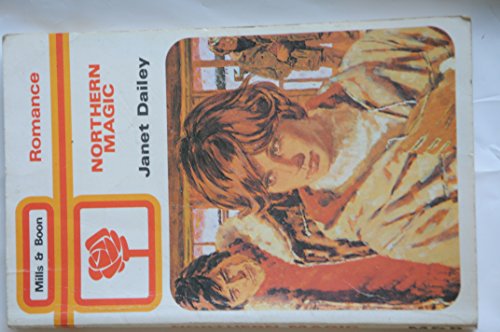 Mills & Boon
Romance
NORTHERN
MAGIC
Janet Dailey